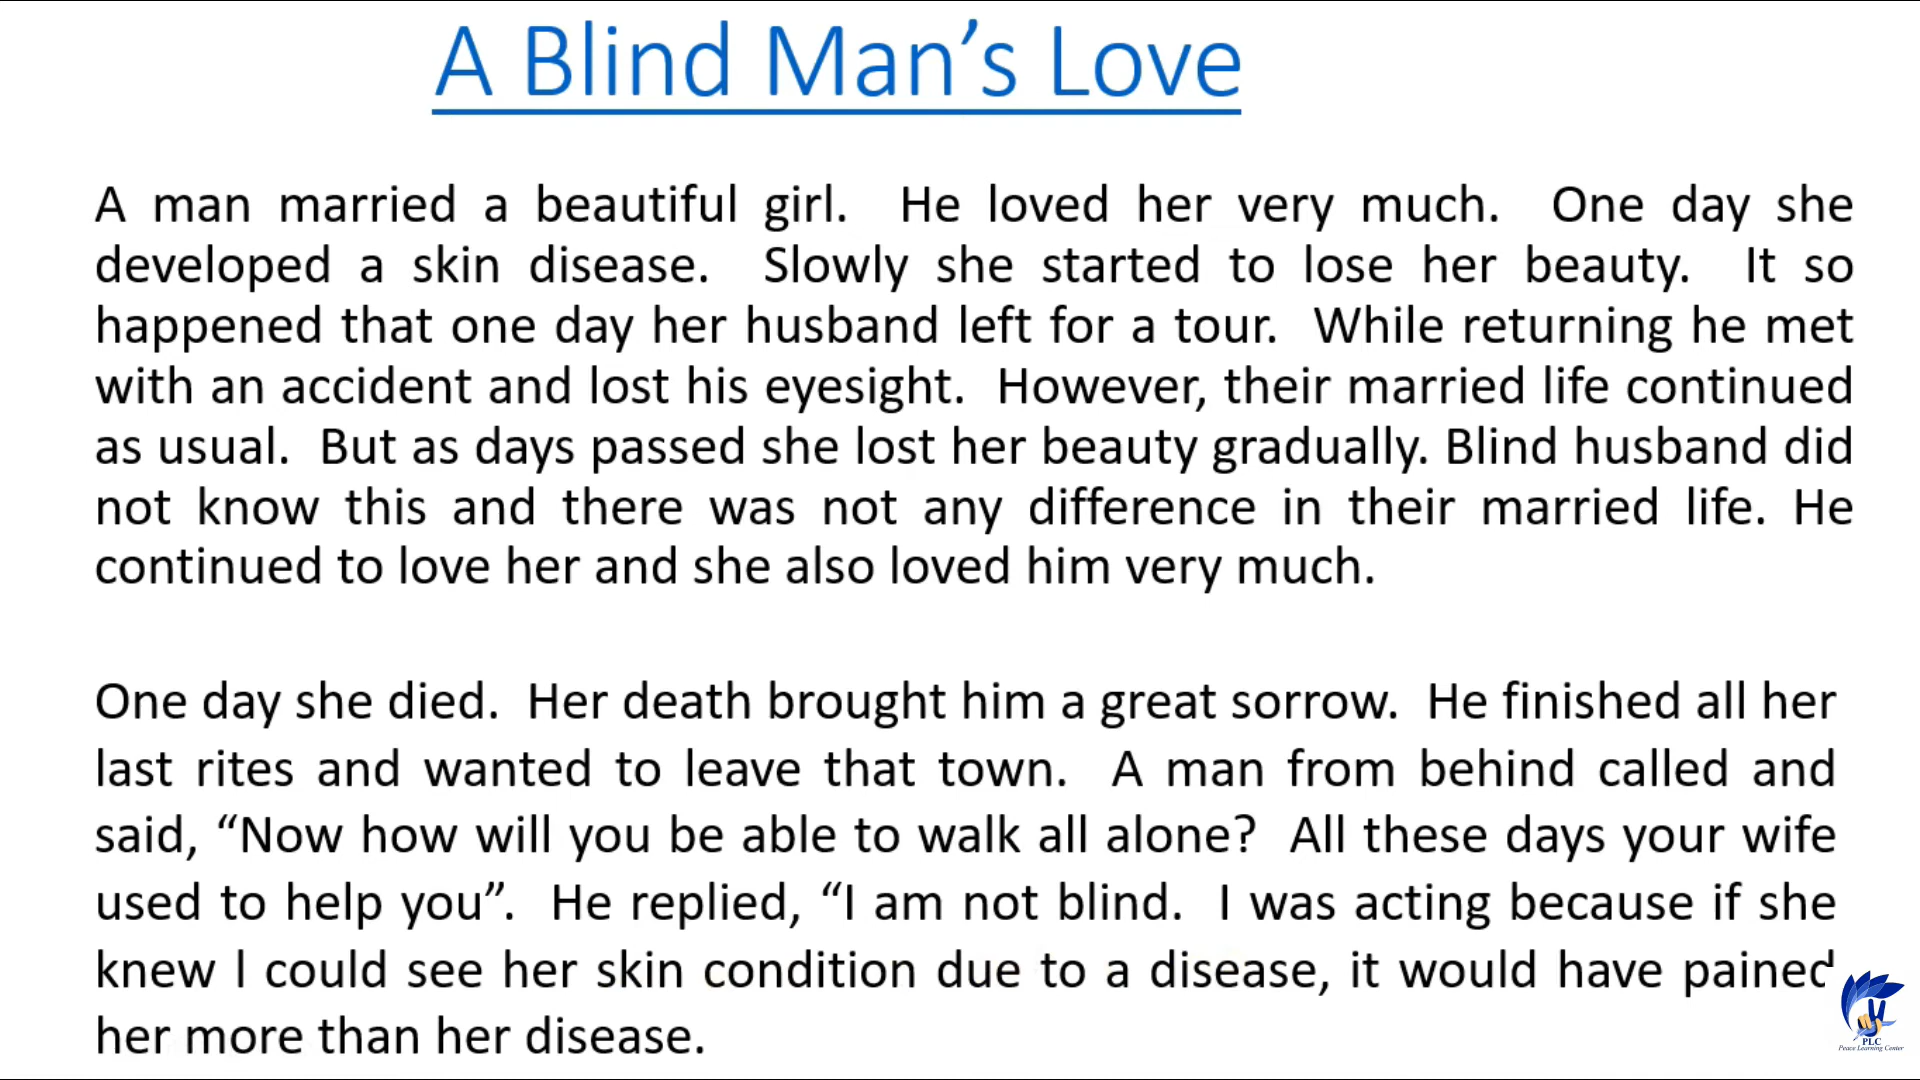 A Blind Man’s Love
A man married a beautiful girl. He loved her very much. One day she
developed a skin disease. Slowly she started to lose her beauty. It so
happened that one day her husband left for a tour. While returning he met
with an accident and lost his eyesight. However, their married life continued
as usual. But as days passed she lost her beauty gradually. Blind husband did
not know this and there was not any difference in their married life. He
continued to love her and she also loved him very much.
One day she died. Her death brought him a great sorrow. He finished all her
last rites and wanted to leave that town. A man from behind called and
said, “Now how will you be able to walk all alone? All these days your wife
used to help you”. He replied, “I am not blind. I was acting because if she
knew I could see her skin condition due to a disease, it would have pained
her more than her disease.
PLC
Peace Learning Center